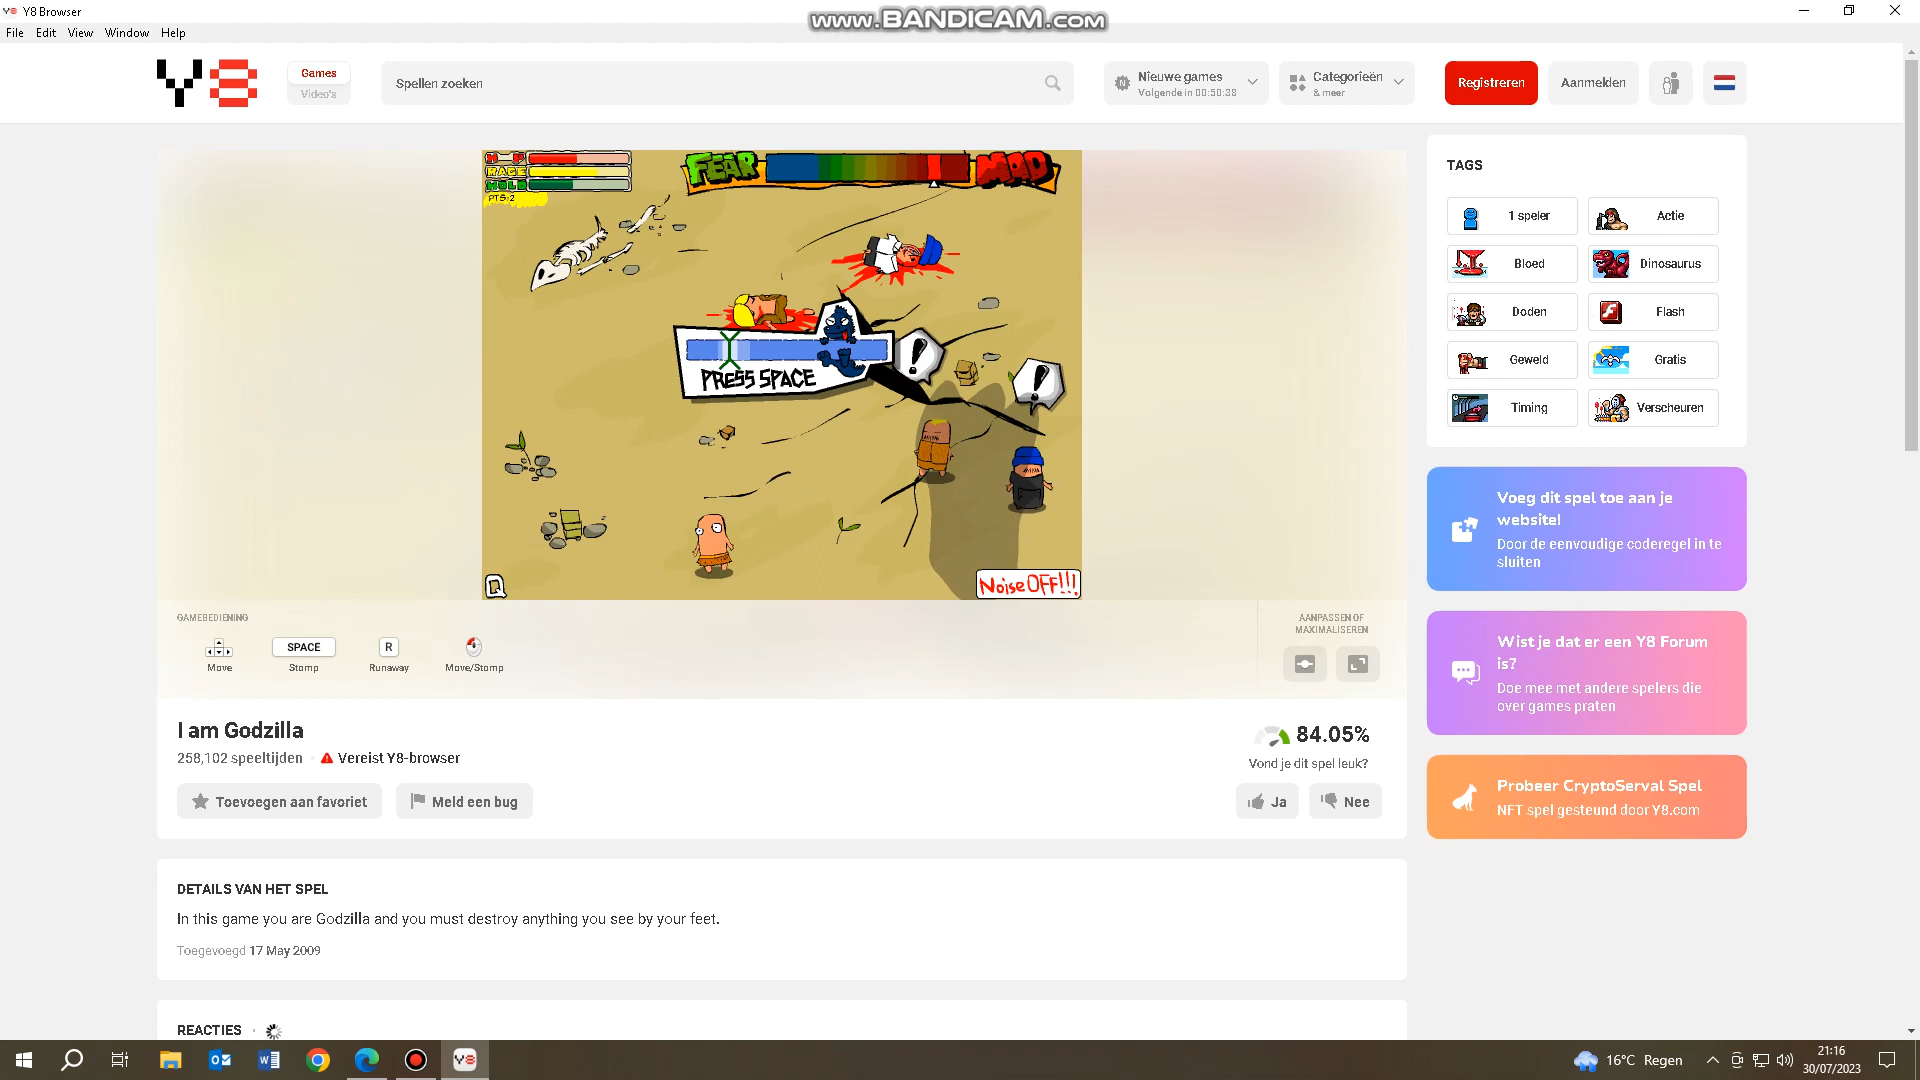 Y8 Browser
www.BANDICAM.com
File Edit View Window Help
Y8
Games
Video's
Spellen zoeken
Nieuwe games
Volgende in 00:50:38
Categorieën
& meer
Registreren
Aanmelden
H-P
RAGE
HOLD
PTS:2
FEAR
MAD
PRESS SPACE
!
!
Q
Noise OFF!!!
TAGS
1 speler
Actie
Bloed
Dinosaurus
Doden
Flash
Geweld
Gratis
Timing
Verscheuren
GAMEBEDIENING
SPACE
R
Move
Stomp
Runaway
Move/Stomp
AANPASSEN OF
MAXIMALISEREN
Voeg dit spel toe aan je
website!
Door de eenvoudige coderegel in te
sluiten
Wist je dat er een Y8 Forum
is?
Doe mee met andere spelers die
over games praten
Probeer CryptoServal Spel
NFT spel gesteund door Y8.com
I am Godzilla
258,102 speeltijden · Vereist Y8-browser
84.05%
Vond je dit spel leuk?
Toevoegen aan favoriet
Meld een bug
Ja
Nee
DETAILS VAN HET SPEL
In this game you are Godzilla and you must destroy anything you see by your feet.
Toegevoegd 17 May 2009
REACTIES
16°C Regen
21:16
30/07/2023